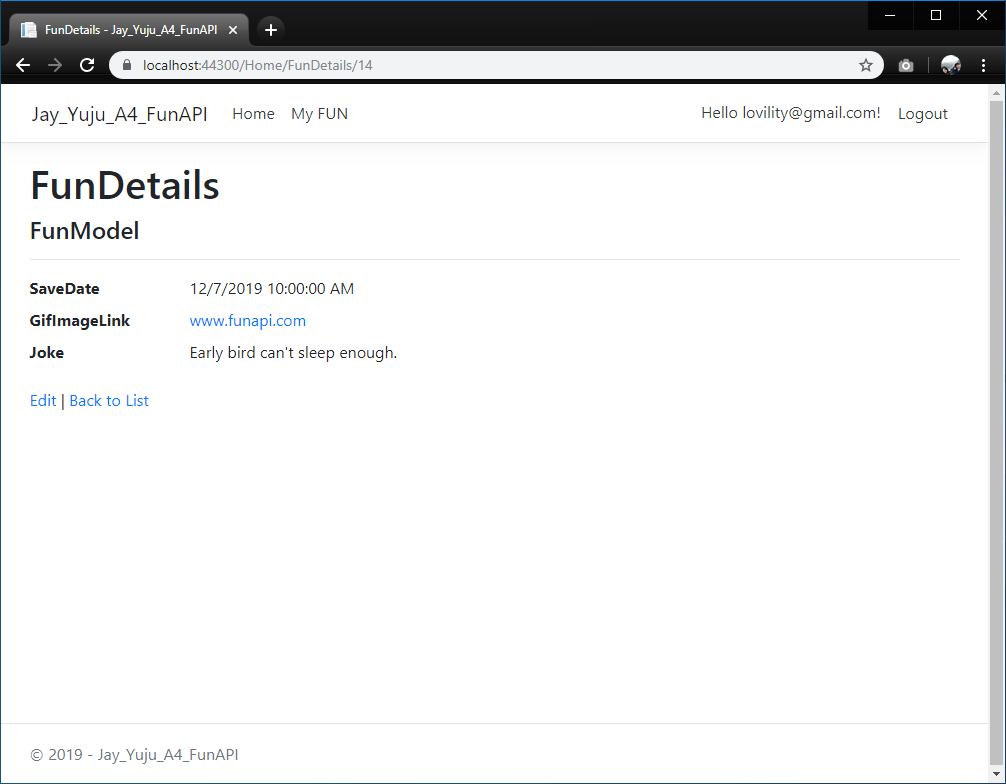 FunDetails - Jay_Yuju_A4_FunAPI
localhost:44300/Home/FunDetails/14
Jay_Yuju_A4_FunAPI Home My FUN Hello lovility@gmail.com! Logout
FunDetails
FunModel
SaveDate 12/7/2019 10:00:00 AM
GifImageLink www.funapi.com
Joke Early bird can't sleep enough.
Edit | Back to List
© 2019 - Jay_Yuju_A4_FunAPI